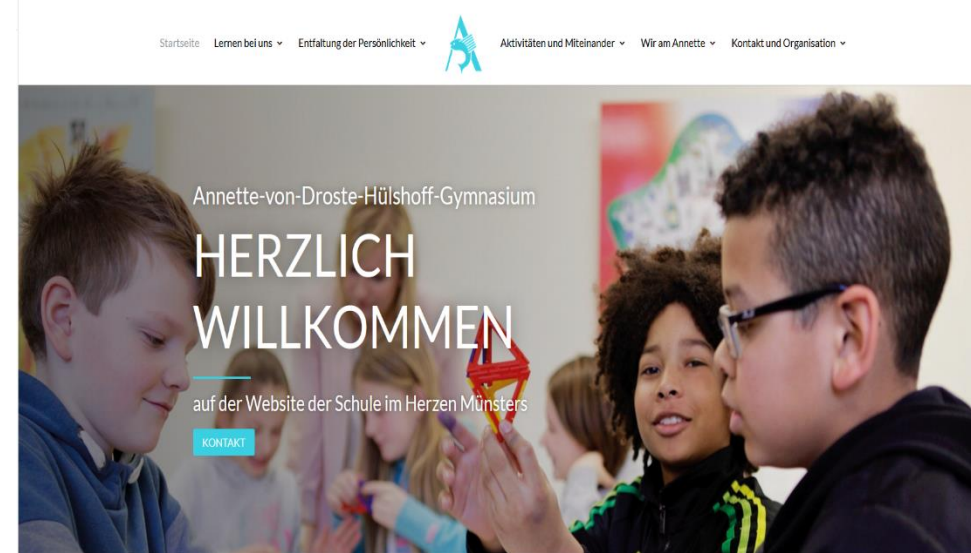 Startseite Lernen bei uns Entfaltung der Persönlichkeit Aktivitäten und Miteinander Wir am Annette Kontakt und Organisation
Annette-von-Droste-Hülshoff-Gymnasium
HERZLICH
WILLKOMMEN
auf der Website der Schule im Herzen Münsters
KONTAKT